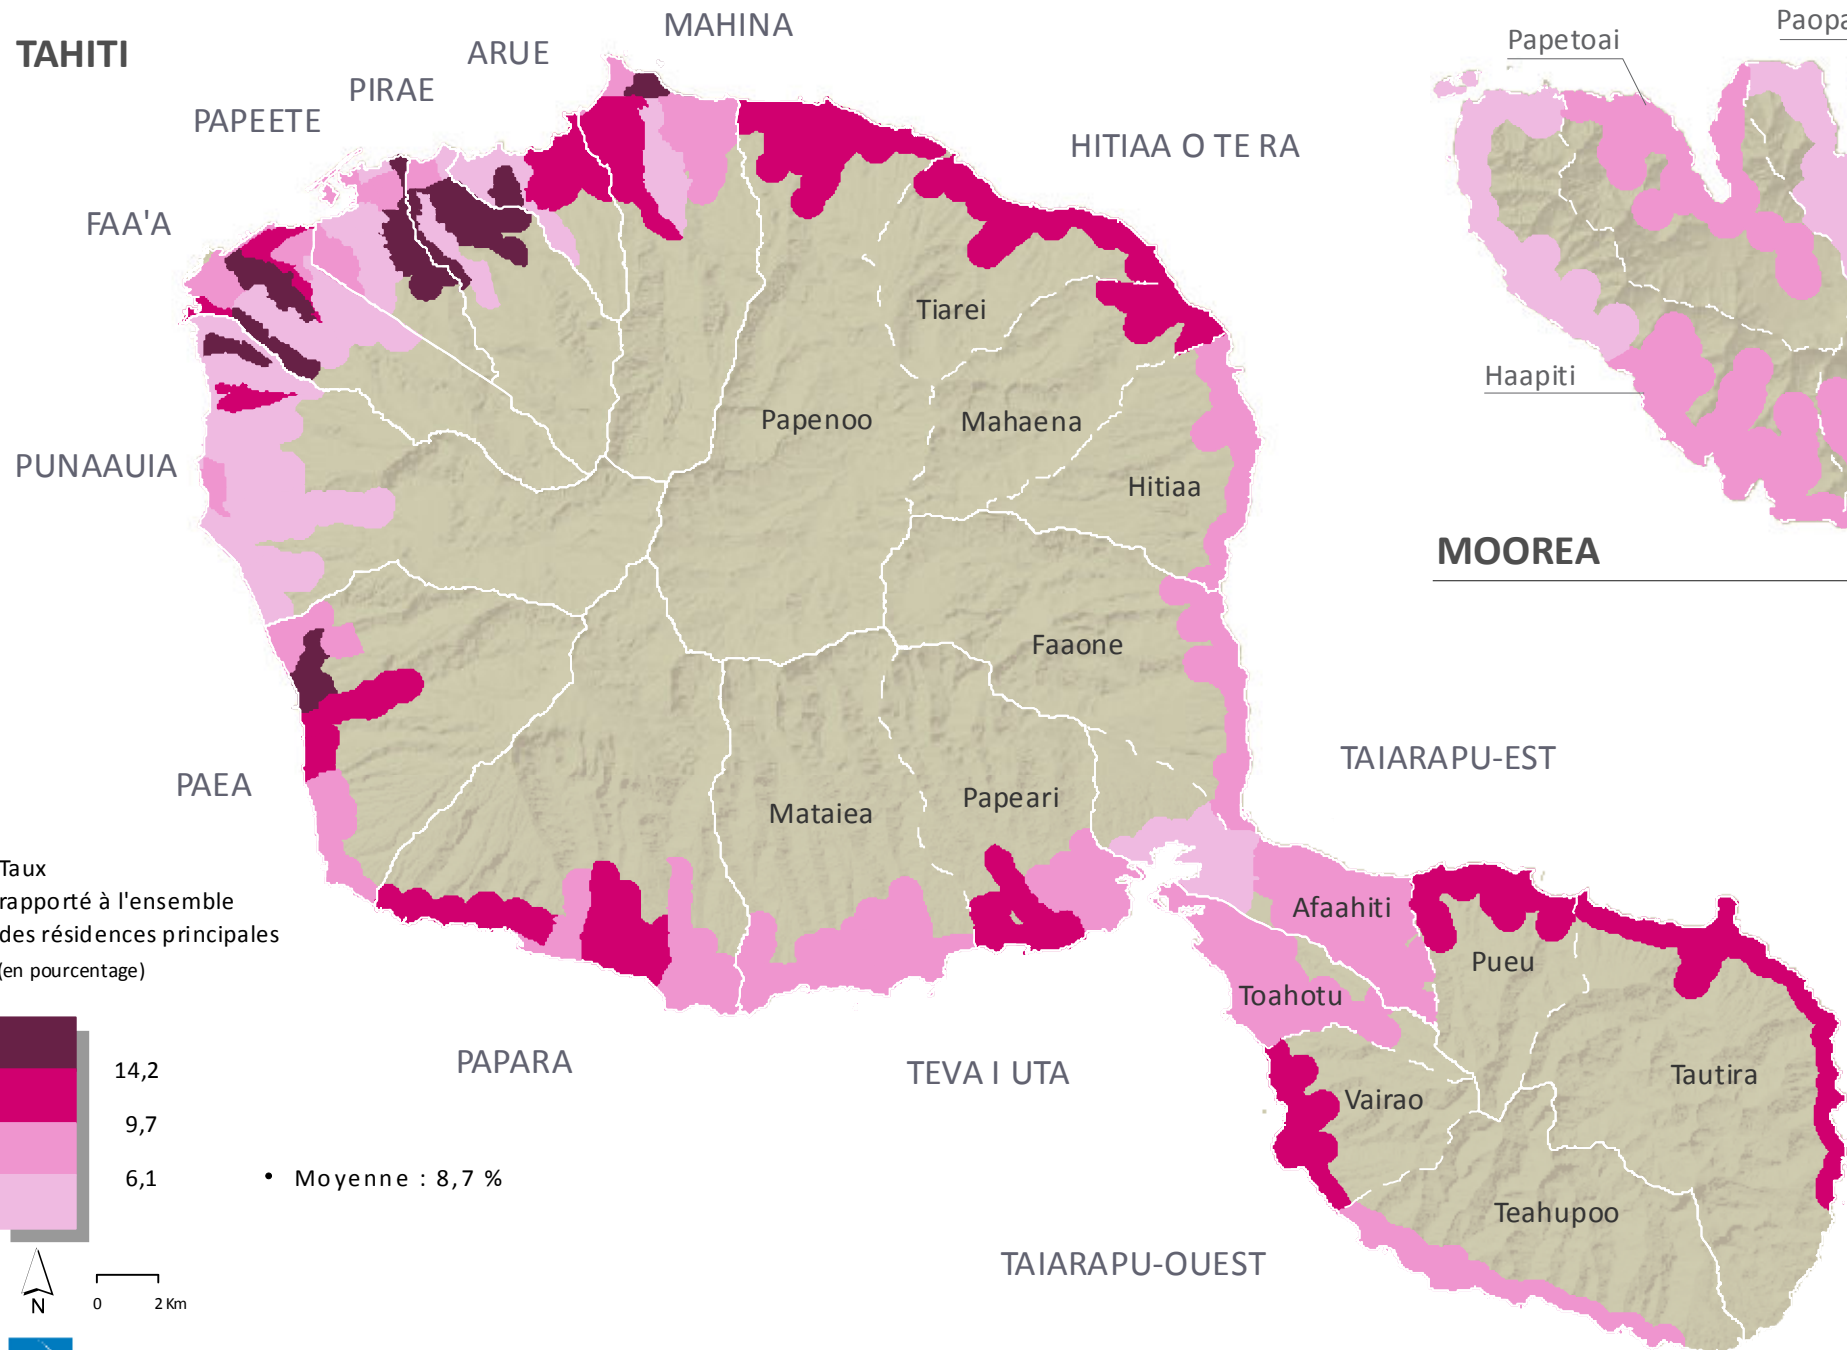 TAHITI
MAHINA
ARUE
PIRAE
PAPEETE
FAA'A
HITIAA O TE RA
Papetoai
Haapiti
MOOREA
Tiarei
Papenoo
Mahaena
Hitiaa
PUNAAUIA
Faaone
TAIARAPU-EST
PAEA
Mataiea
Papeari
Afaahiti
Pueu
Toahotu
Tautira
Vairao
Teahupoo
PAPARA
TEVA I UTA
TAIARAPU-OUEST
Taux
rapporté à l'ensemble
des résidences principales
(en pourcentage)
14,2
9,7
6,1
• Moyenne : 8,7 %
N
0 2 Km